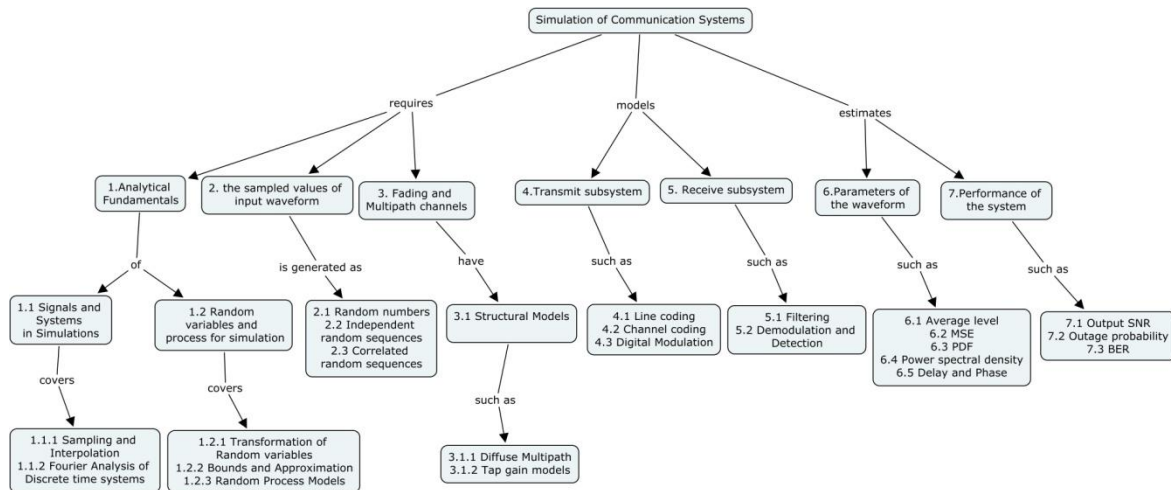 Simulation of Communication Systems
requires
models
estimates
1.Analytical
Fundamentals
2. the sampled values of
input waveform
3. Fading and
Multipath channels
4.Transmit subsystem
5. Receive subsystem
6.Parameters of
the waveform
7.Performance of
the system
of
is generated as
have
such as
such as
such as
such as
1.1 Signals and
Systems
in Simulations
1.2 Random
variables and
process for simulation
2.1 Random numbers
2.2 Independent
random sequences
2.3 Correlated
random sequences
3.1 Structural Models
4.1 Line coding
4.2 Channel coding
4.3 Digital Modulation
5.1 Filtering
5.2 Demodulation and
Detection
6.1 Average level
6.2 MSE
6.3 PDF
6.4 Power spectral density
6.5 Delay and Phase
7.1 Output SNR
7.2 Outage probability
7.3 BER
covers
covers
such as
1.1.1 Sampling and
Interpolation
1.1.2 Fourier Analysis of
Discrete time systems
1.2.1 Transformation of
Random variables
1.2.2 Bounds and Approximation
1.2.3 Random Process Models
3.1.1 Diffuse Multipath
3.1.2 Tap gain models